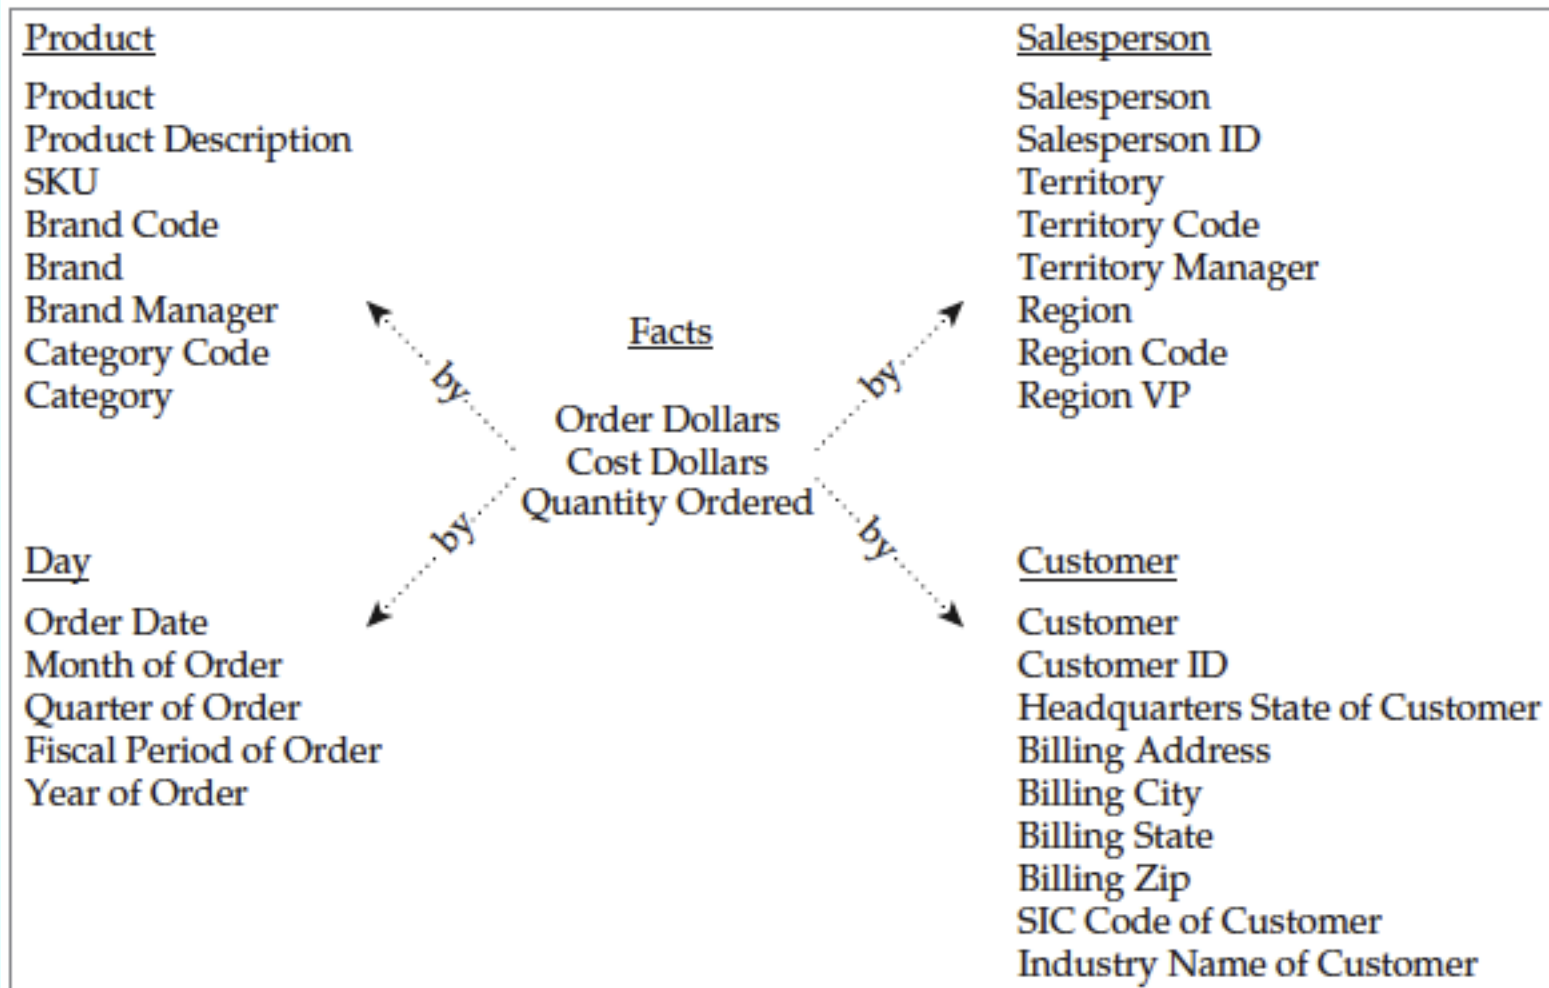 Product
Product
Product Description
SKU
Brand Code
Brand
Brand Manager
Category Code
Category
Salesperson
Salesperson
Salesperson ID
Territory
Territory Code
Territory Manager
Region
Region Code
Region VP
by
by
Facts
Order Dollars
Cost Dollars
Quantity Ordered
by
by
Day
Order Date
Month of Order
Quarter of Order
Fiscal Period of Order
Year of Order
Customer
Customer
Customer ID
Headquarters State of Customer
Billing Address
Billing City
Billing State
Billing Zip
SIC Code of Customer
Industry Name of Customer